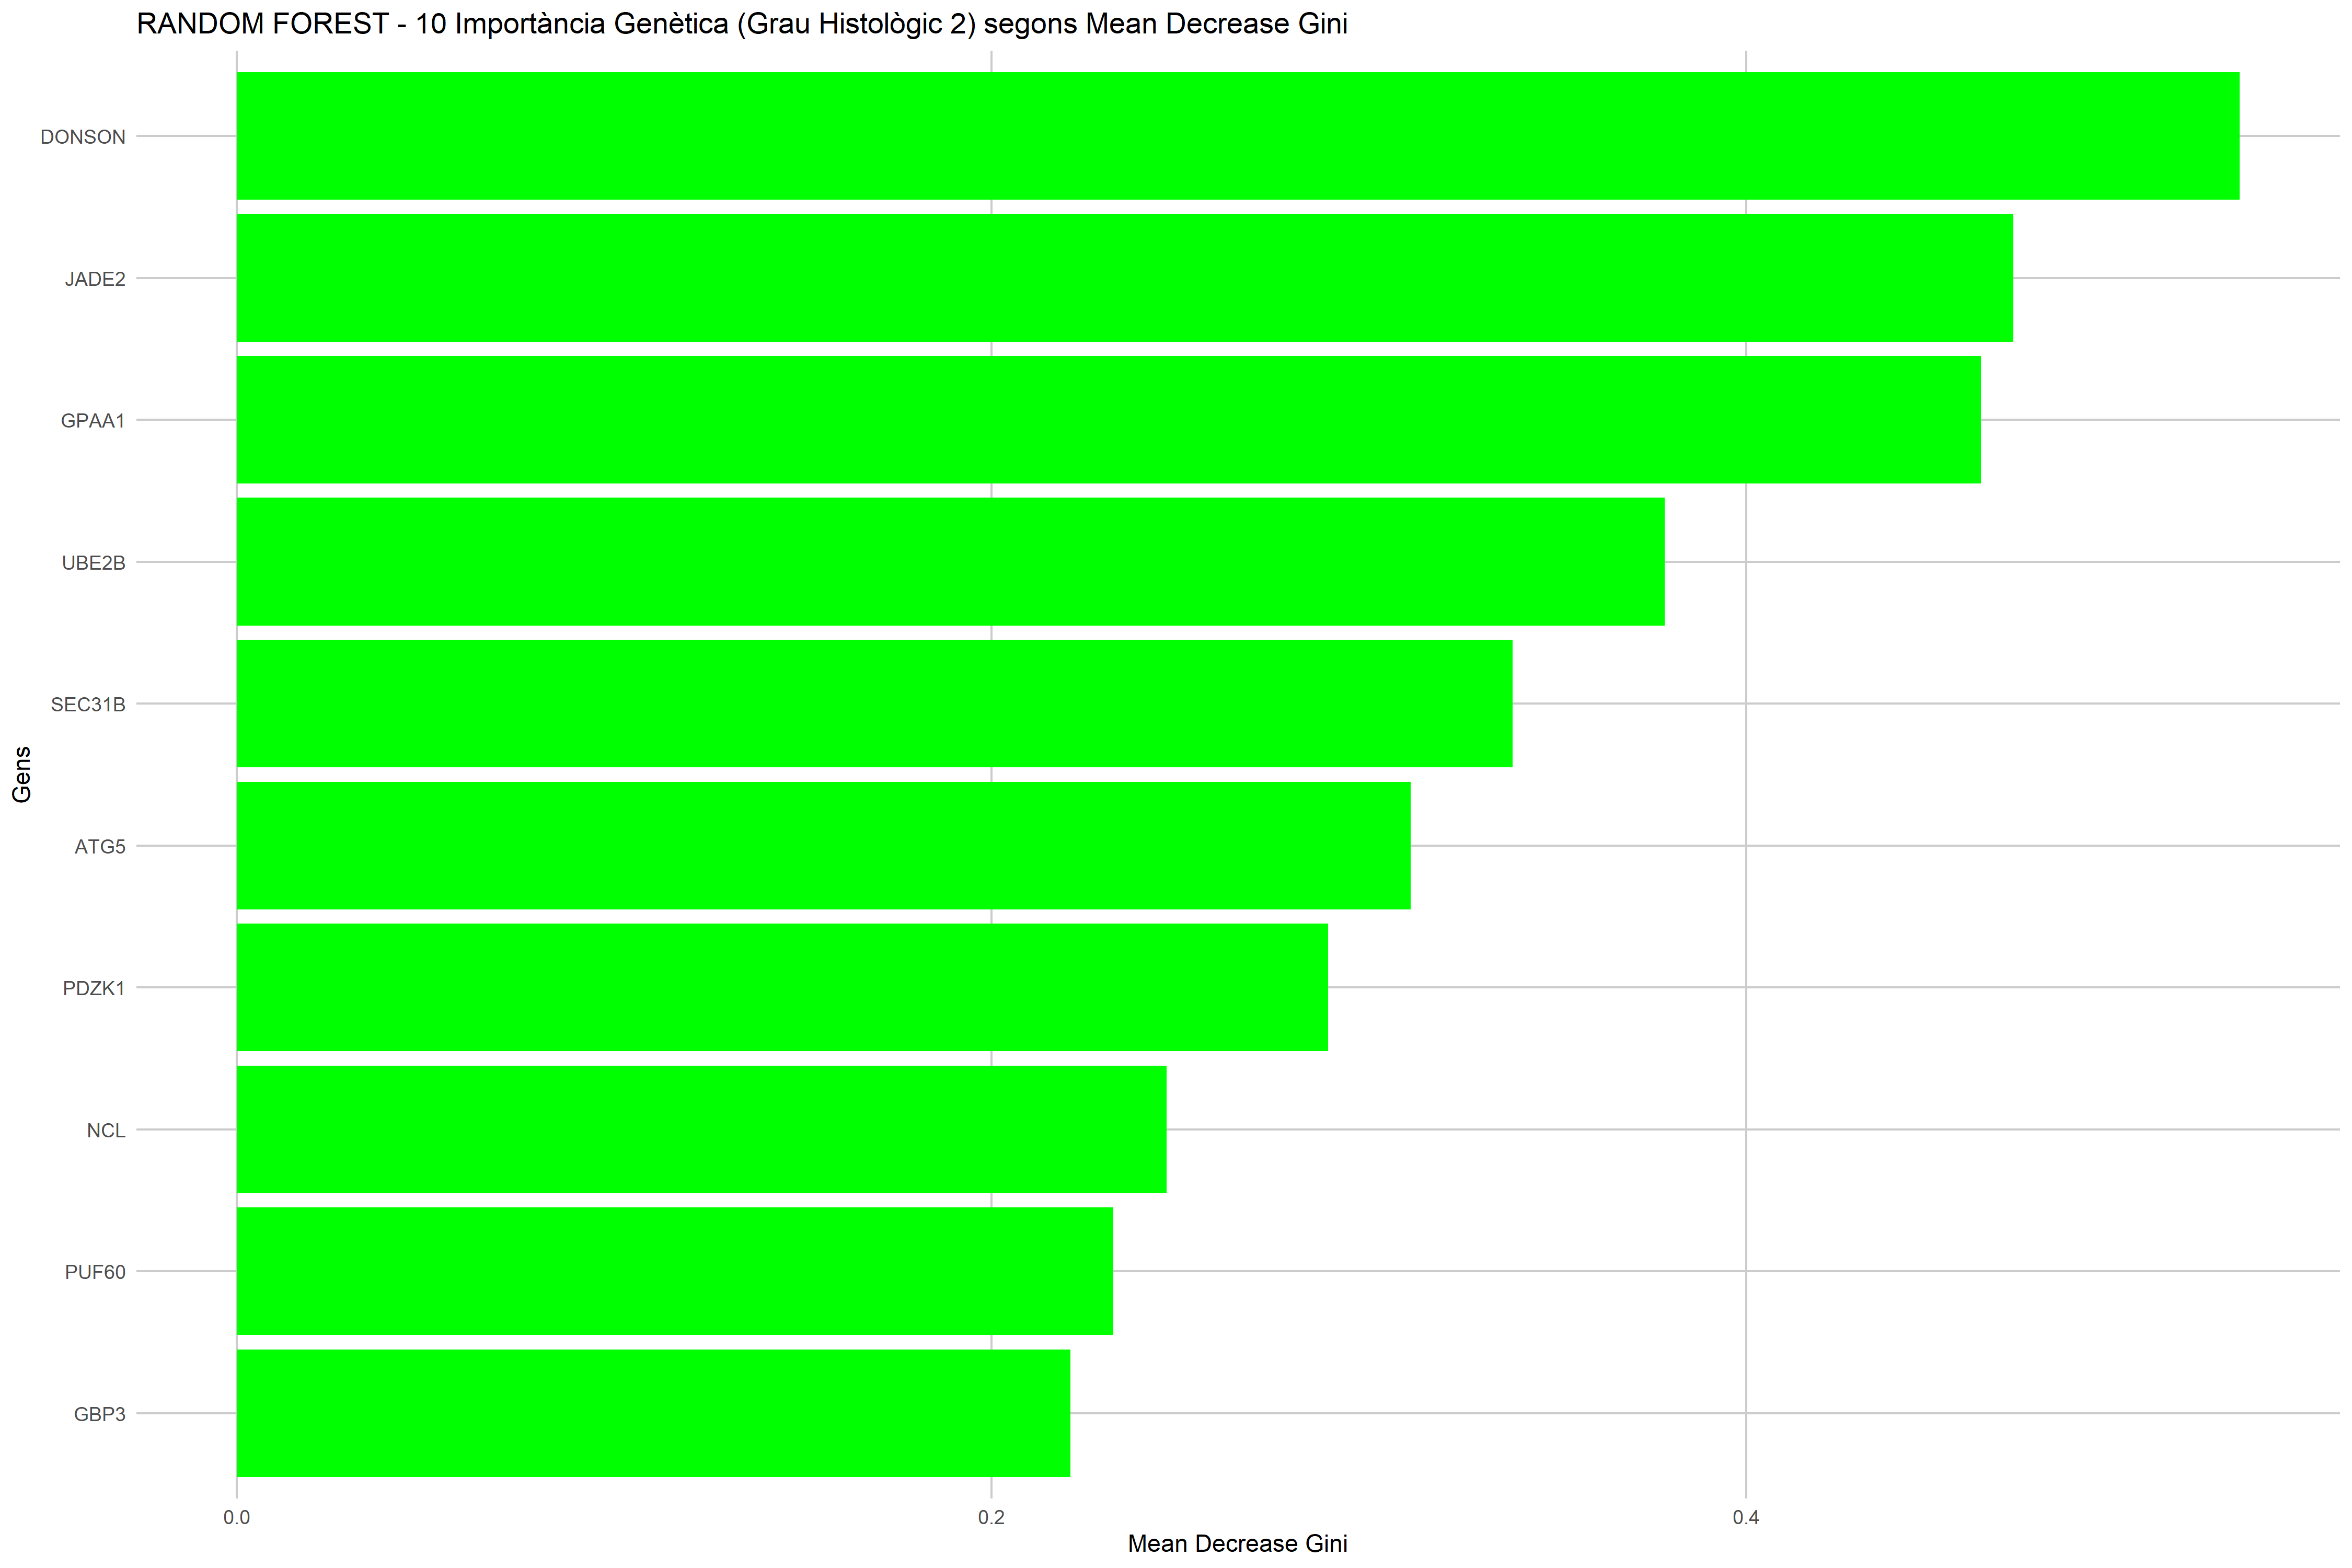 RANDOM FOREST - 10 Importància Genètica (Grau Histològic 2) segons Mean Decrease Gini
DONSON
JADE2
GPAA1
UBE2B
SEC31B
Gens
ATG5
PDZK1
NCL
PUF60
GBP3
0.0 0.2 0.4
Mean Decrease Gini